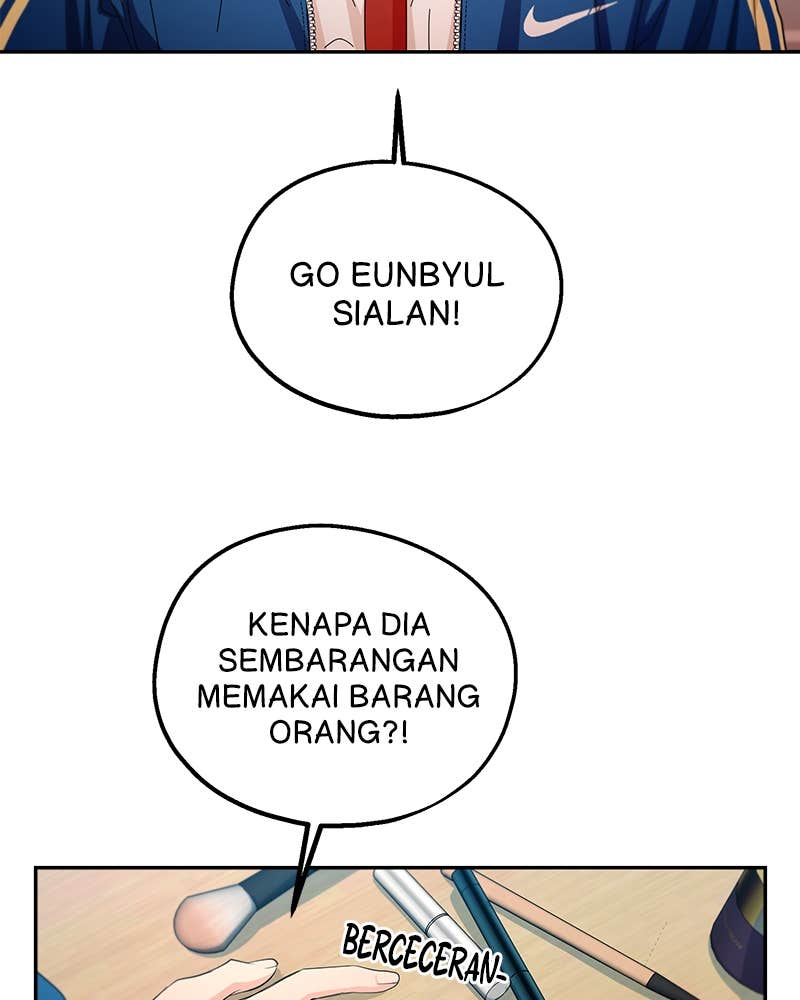 GO EUNBYUL
SIALAN!
KENAPA DIA
SEMBARANGAN
MEMAKAI BARANG
ORANG?!
BERCECERAN-